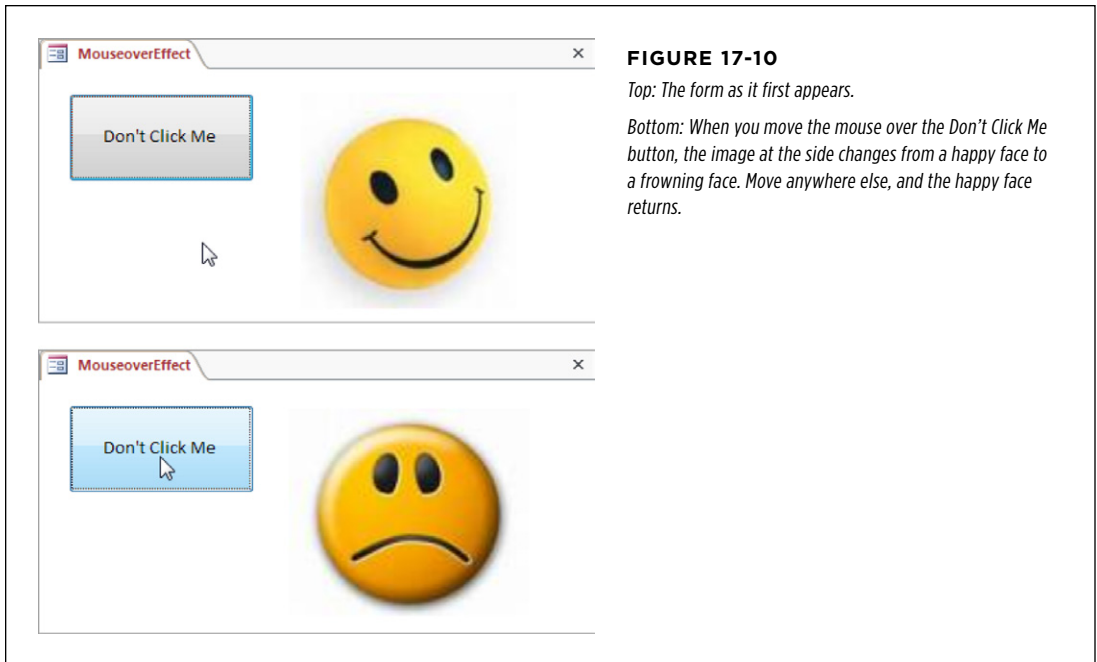 MouseoverEffect
Don't Click Me
MouseoverEffect
Don't Click Me
FIGURE 17-10
Top: The form as it first appears.
Bottom: When you move the mouse over the Don’t Click Me
button, the image at the side changes from a happy face to
a frowning face. Move anywhere else, and the happy face
returns.